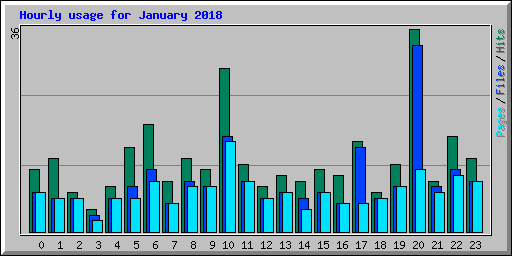 Hourly usage for January 2018
36
Pages/Files/Hits
0 1 2 3 4 5 6 7 8 9 10 11 12 13 14 15 16 17 18 19 20 21 22 23